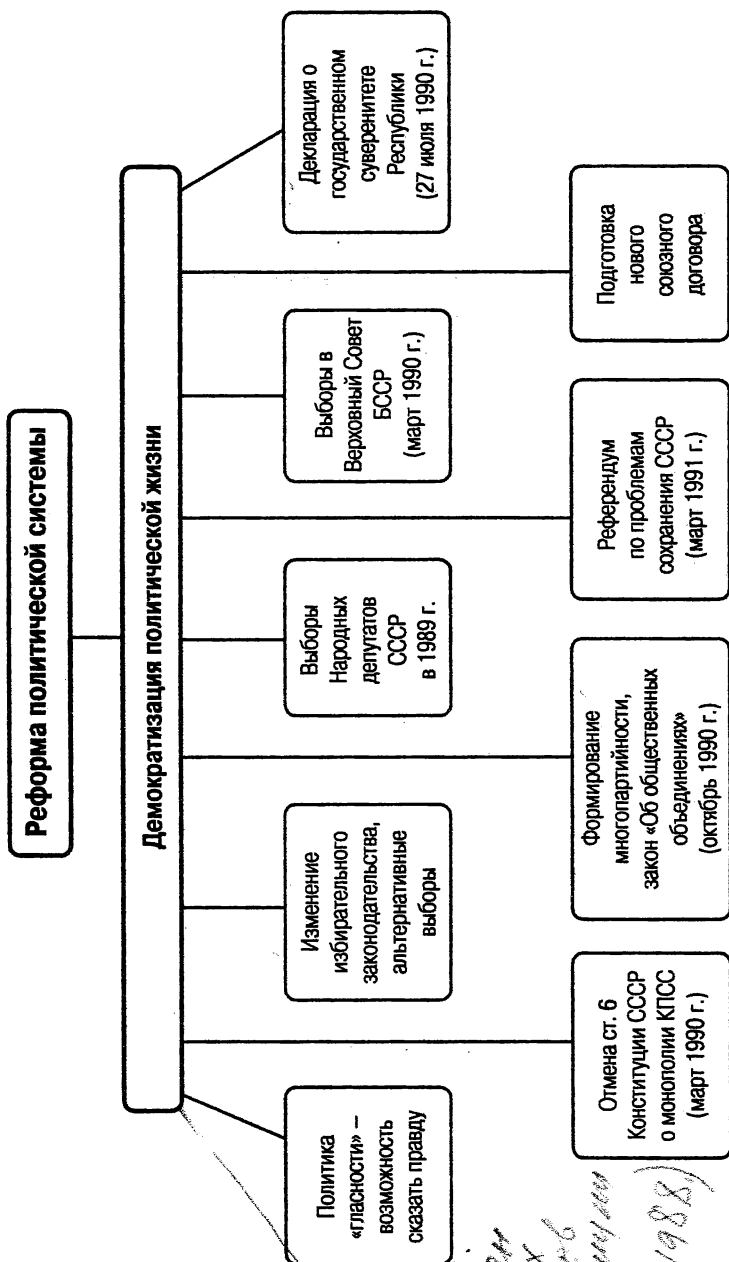 Реформа политической системы
Демократизация политической жизни
Политика
«гласности» –
возможность
сказать правду
Изменение
избирательного
законодательства,
альтернативные
выборы
Выборы
Народных
депутатов
СССР
в 1989 г.
Выборы в
Верховный Совет
БССР
(март 1990 г.)
Декларация о
государственном
суверенитете
Республики
(27 июля 1990 г.)
Отмена ст. 6
Конституции СССР
о монополии КПСС
(март 1990 г.)
Формирование
многопартийности,
закон «Об общественных
объединениях»
(октябрь 1990 г.)
Референдум
по проблемам
сохранения СССР
(март 1991 г.)
Подготовка
нового
союзного
договора
1988)